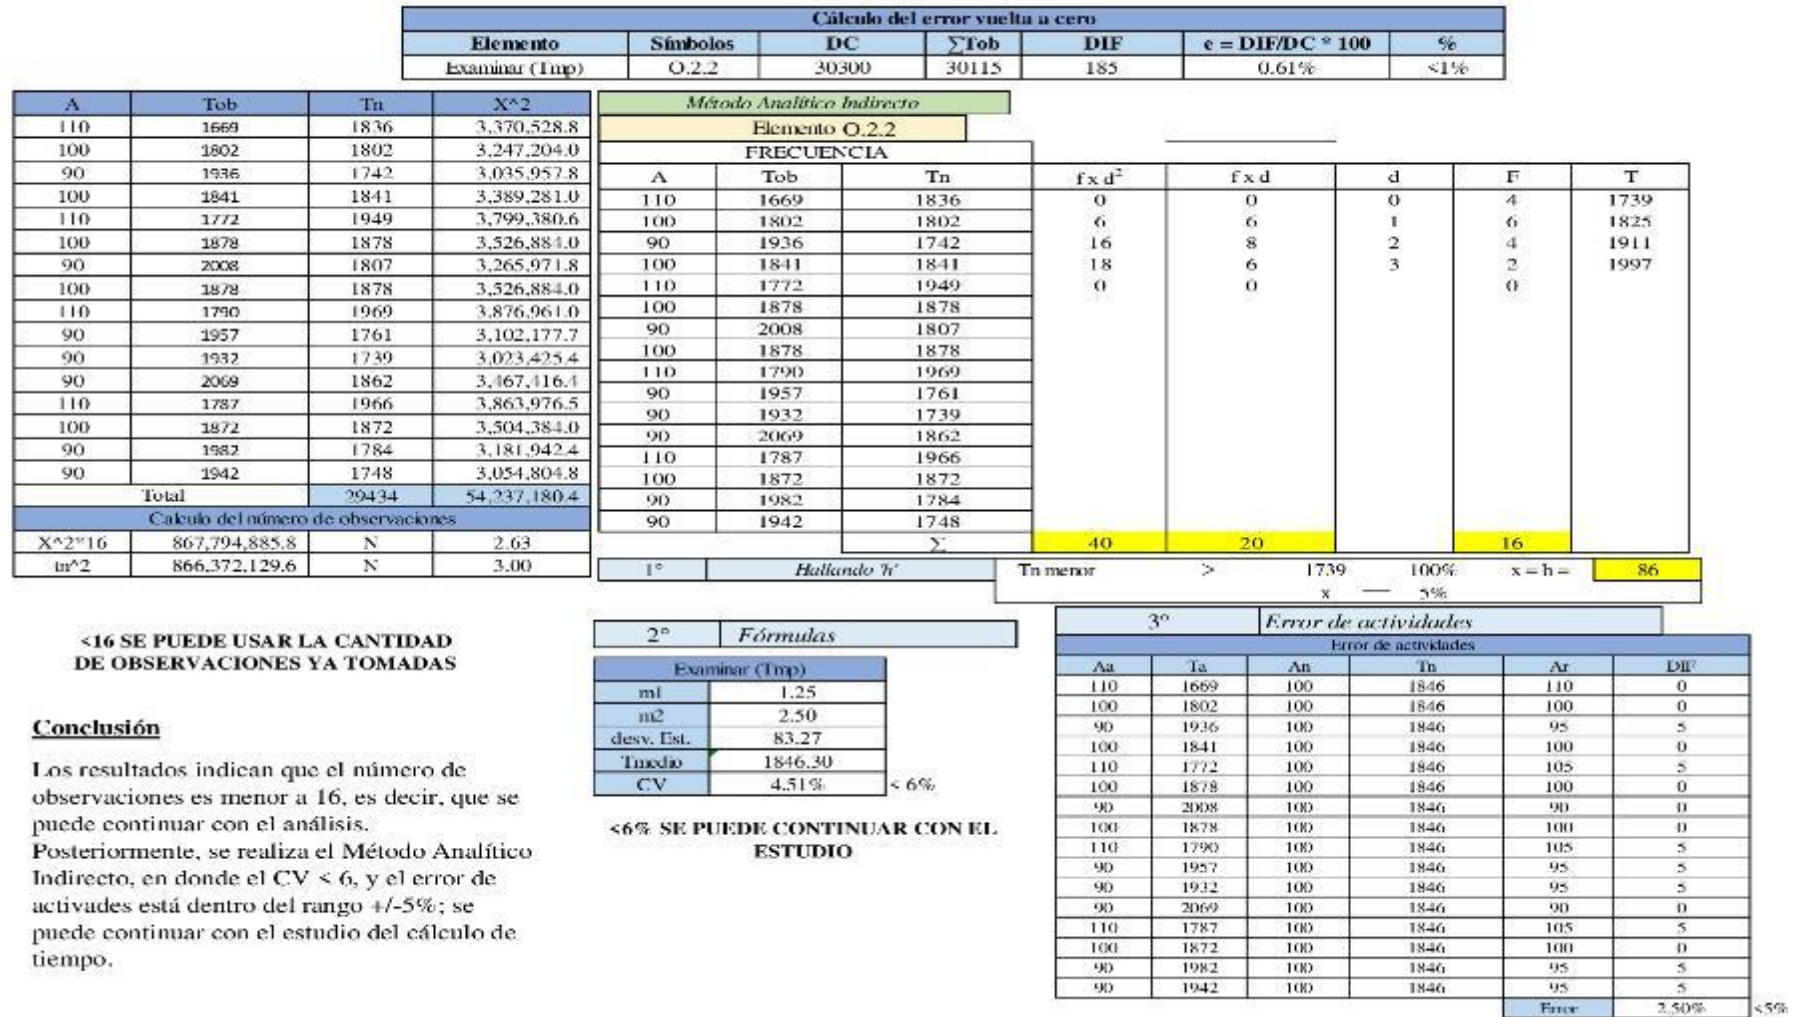 Cálculo del error vuelta a cero
Elemento Símbolos DC ∑Tob DIF e = DIF/DC * 100 %
Examinar (Tmp) O.2.2 30300 30115 185 0.61% <1%
A Tob Tn X^2
110 1669 1836 3,370,528.8
100 1802 1802 3,247,204.0
90 1936 1742 3,035,957.8
100 1841 1841 3,389,281.0
110 1772 1949 3,799,380.6
100 1878 1878 3,526,884.0
90 2008 1807 3,265,971.8
100 1878 1878 3,526,884.0
110 1790 1969 3,876,961.0
90 1957 1761 3,102,177.7
90 1932 1739 3,023,425.4
90 2069 1862 3,467,416.4
110 1787 1966 3,863,976.5
100 1872 1872 3,504,384.0
90 1982 1784 3,181,942.4
90 1942 1748 3,054,804.8
Total 29434 54,237,180.4
Calculo del número de observaciones
X^2*16 867,794,885.8 N 2.63
tn^2 866,372,129.6 N 3.00
<16 SE PUEDE USAR LA CANTIDAD
DE OBSERVACIONES YA TOMADAS
Conclusión
Los resultados indican que el número de
observaciones es menor a 16, es decir, que se
puede continuar con el análisis.
Posteriormente, se realiza el Método Analítico
Indirecto, en donde el CV < 6, y el error de
activades está dentro del rango +/-5%; se
puede continuar con el estudio del cálculo de
tiempo.
Método Analítico Indirecto
Elemento O.2.2
FRECUENCIA
A Tob Tn f x d² f x d d F T
110 1669 1836 0 0 0 4 1739
100 1802 1802 6 6 1 6 1825
90 1936 1742 16 8 2 4 1911
100 1841 1841 18 6 3 2 1997
110 1772 1949 0 0 0
100 1878 1878
90 2008 1807
100 1878 1878
110 1790 1969
90 1957 1761
90 1932 1739
90 2069 1862
110 1787 1966
100 1872 1872
90 1982 1784
90 1942 1748
∑ 40 20 16
1° Hallando 'h' Tn menor > 1739 100% x = h = 86
x — 5%
2° Fórmulas
Examinar (Tmp)
m1 1.25
m2 2.50
desv. Est. 83.27
Tmedio 1846.30
CV 4.51% < 6%
<6% SE PUEDE CONTINUAR CON EL
ESTUDIO
3° Error de actividades
Error de actividades
Aa Ta An Tn Ar DIF
110 1669 100 1846 110 0
100 1802 100 1846 100 0
90 1936 100 1846 95 5
100 1841 100 1846 100 0
110 1772 100 1846 105 5
100 1878 100 1846 100 0
90 2008 100 1846 90 0
100 1878 100 1846 100 0
110 1790 100 1846 105 5
90 1957 100 1846 95 5
90 1932 100 1846 95 5
90 2069 100 1846 90 0
110 1787 100 1846 105 5
100 1872 100 1846 100 0
90 1982 100 1846 95 5
90 1942 100 1846 95 5
Error 2.50% <5%